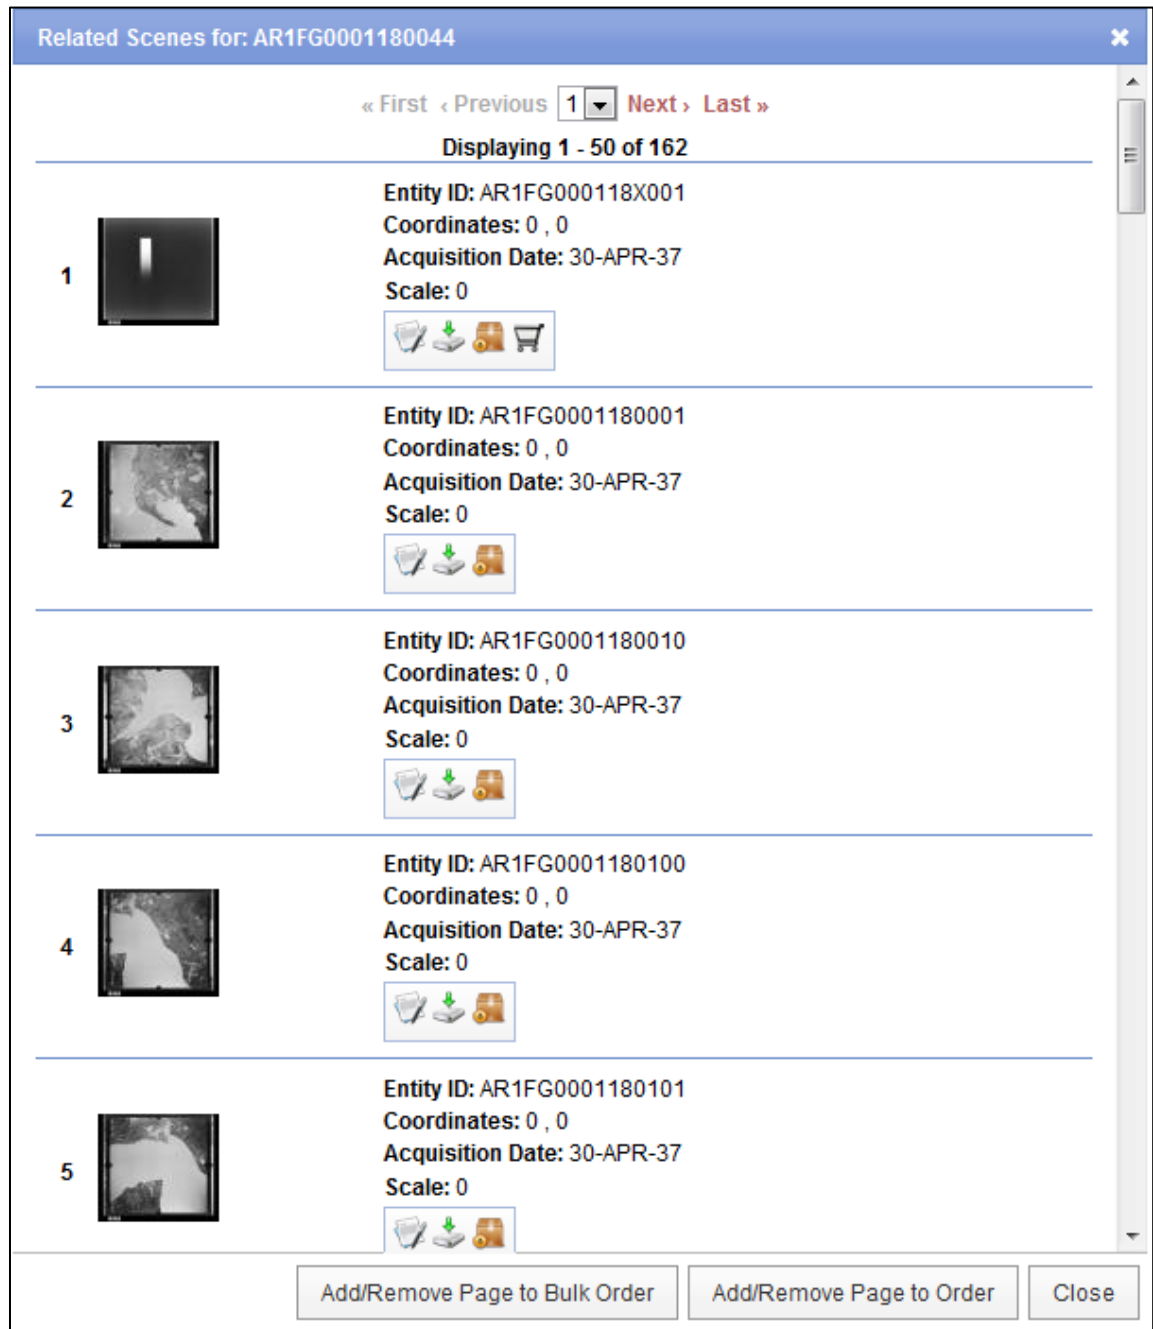 Related Scenes for: AR1FG0001180044
« First ‹ Previous 1 Next › Last »
Displaying 1 - 50 of 162
Entity ID: AR1FG000118X001
Coordinates: 0 , 0
1
Acquisition Date: 30-APR-37
Scale: 0
Entity ID: AR1FG0001180001
Coordinates: 0 , 0
2
Acquisition Date: 30-APR-37
Scale: 0
Entity ID: AR1FG0001180010
Coordinates: 0 , 0
3
Acquisition Date: 30-APR-37
Scale: 0
Entity ID: AR1FG0001180100
Coordinates: 0 , 0
4
Acquisition Date: 30-APR-37
Scale: 0
Entity ID: AR1FG0001180101
Coordinates: 0 , 0
5
Acquisition Date: 30-APR-37
Scale: 0
Add/Remove Page to Bulk Order Add/Remove Page to Order Close